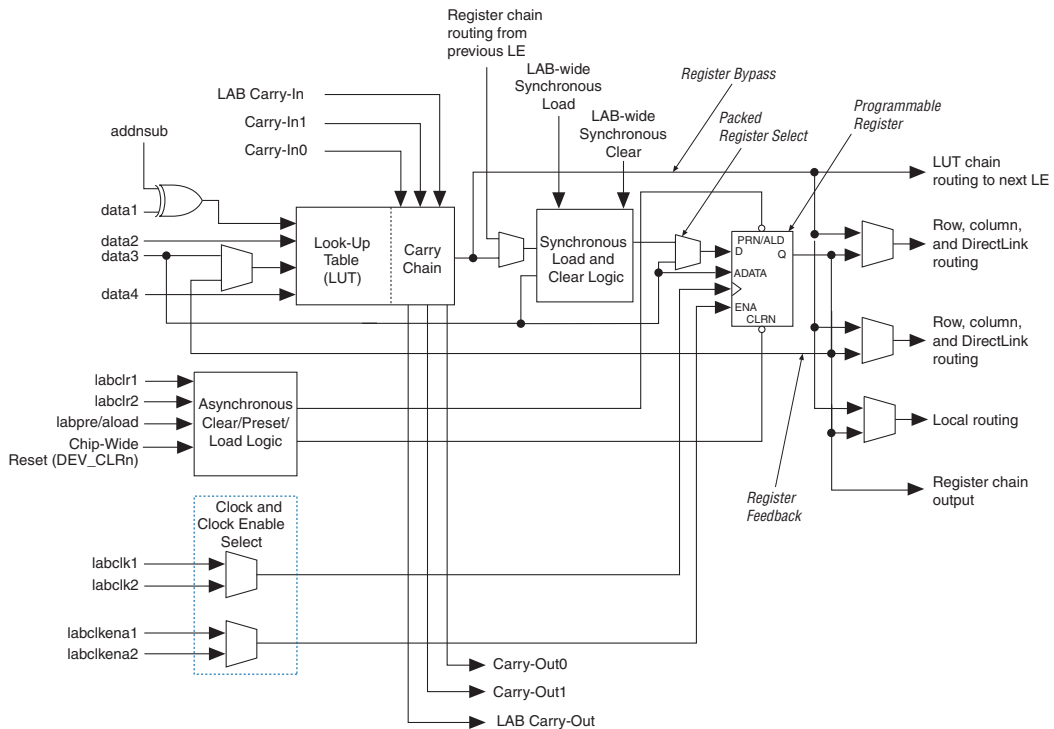 Register chain
routing from
previous LE
LAB-wide
Synchronous
Load
Register Bypass
LAB Carry-In
Carry-In1
Carry-In0
LAB-wide
Synchronous
Clear
Packed
Register Select
Programmable
Register
addnsub
data1
data2
data3
data4
Look-Up
Table
(LUT)
Carry
Chain
Synchronous
Load and
Clear Logic
PRN/ALD
D
Q
ADATA
ENA
CLRN
LUT chain
routing to next LE
Row, column,
and DirectLink
routing
Row, column,
and DirectLink
routing
Local routing
Register chain
output
Register
Feedback
labclr1
labclr2
labpre/aload
Chip-Wide
Reset (DEV_CLRn)
Asynchronous
Clear/Preset/
Load Logic
Clock and
Clock Enable
Select
labclk1
labclk2
labclkena1
labclkena2
Carry-Out0
Carry-Out1
LAB Carry-Out